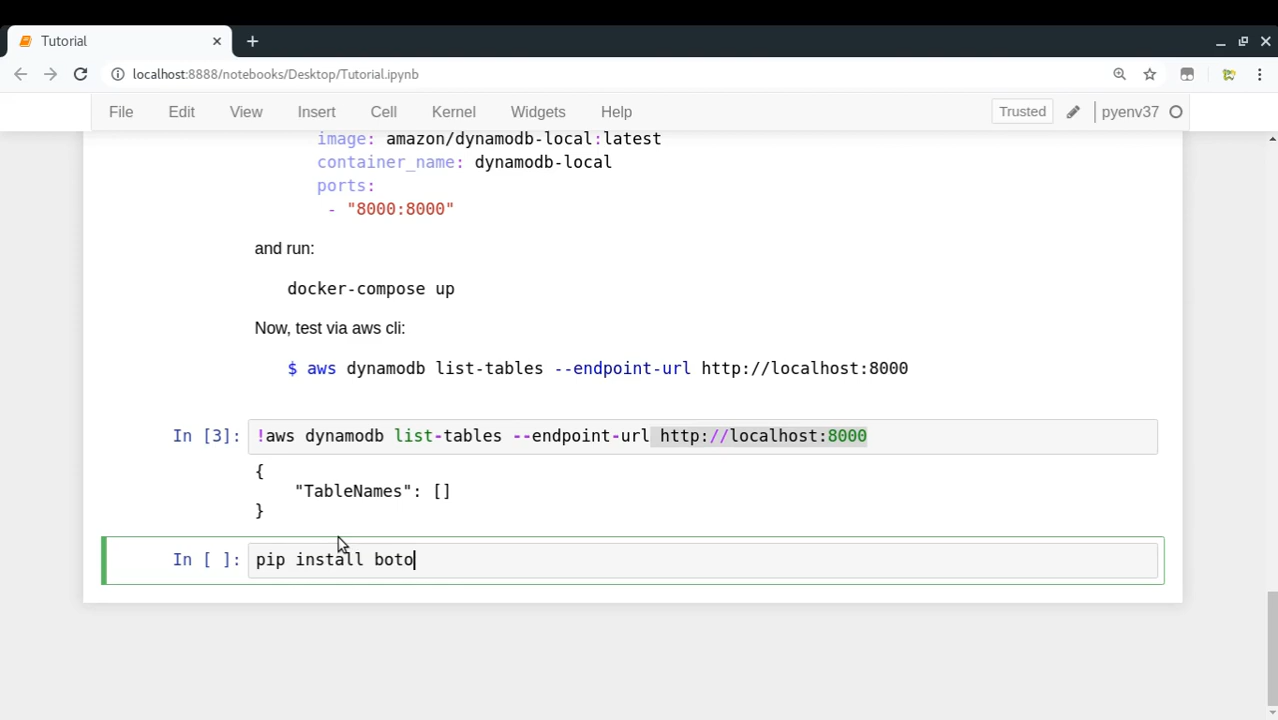 Tutorial
localhost:8888/notebooks/Desktop/Tutorial.ipynb
File Edit View Insert Cell Kernel Widgets Help Trusted pyenv37
image: amazon/dynamodb-local:latest
container_name: dynamodb-local
ports:
- "8000:8000"
and run:
docker-compose up
Now, test via aws cli:
$ aws dynamodb list-tables --endpoint-url http://localhost:8000
In [3]: !aws dynamodb list-tables --endpoint-url http://localhost:8000
{
"TableNames": []
}
In [ ]: pip install boto